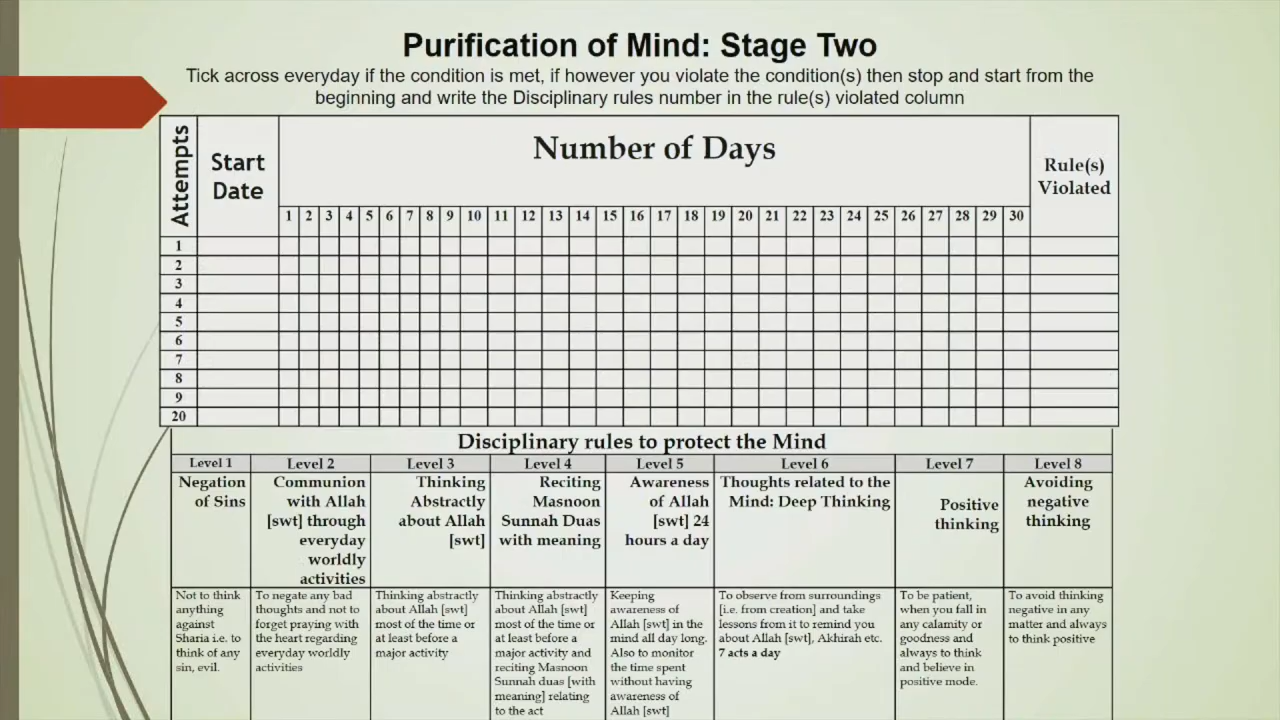 Purification of Mind: Stage Two
Tick across everyday if the condition is met, if however you violate the condition(s) then stop and start from the
beginning and write the Disciplinary rules number in the rule(s) violated column
Attempts
Start
Date
Number of Days
Rule(s)
Violated
1 2 3 4 5 6 7 8 9 10 11 12 13 14 15 16 17 18 19 20 21 22 23 24 25 26 27 28 29 30
1
2
3
4
5
6
7
8
9
20
Disciplinary rules to protect the Mind
Level 1
Level 2
Level 3
Level 4
Level 5
Level 6
Level 7
Level 8
Negation
of Sins
Communion
with Allah
[swt] through
everyday
worldly
activities
Thinking
Abstractly
about Allah
[swt]
Reciting
Masnoon
Sunnah Duas
with meaning
Awareness
of Allah
[swt] 24
hours a day
Thoughts related to the
Mind: Deep Thinking
Positive
thinking
Avoiding
negative
thinking
Not to think
anything
against
Sharia i.e. to
think of any
sin, evil.
To negate any bad
thoughts and not to
forget praying with
the heart regarding
everyday worldly
activities
Thinking abstractly
about Allah [swt]
most of the time or
at least before a
major activity
Thinking abstractly
about Allah [swt]
most of the time or
at least before a
major activity and
reciting Masnoon
Sunnah duas [with
meaning] relating
to the act
Keeping
awareness of
Allah [swt] in the
mind all day long.
Also to monitor
the time spent
without having
awareness of
Allah [swt]
To observe from surroundings
[i.e. from creation] and take
lessons from it to remind you
about Allah [swt], Akhirah etc.
7 acts a day
To be patient,
when you fall in
any calamity or
goodness and
always to think
and believe in
positive mode.
To avoid thinking
negative in any
matter and always
to think positive